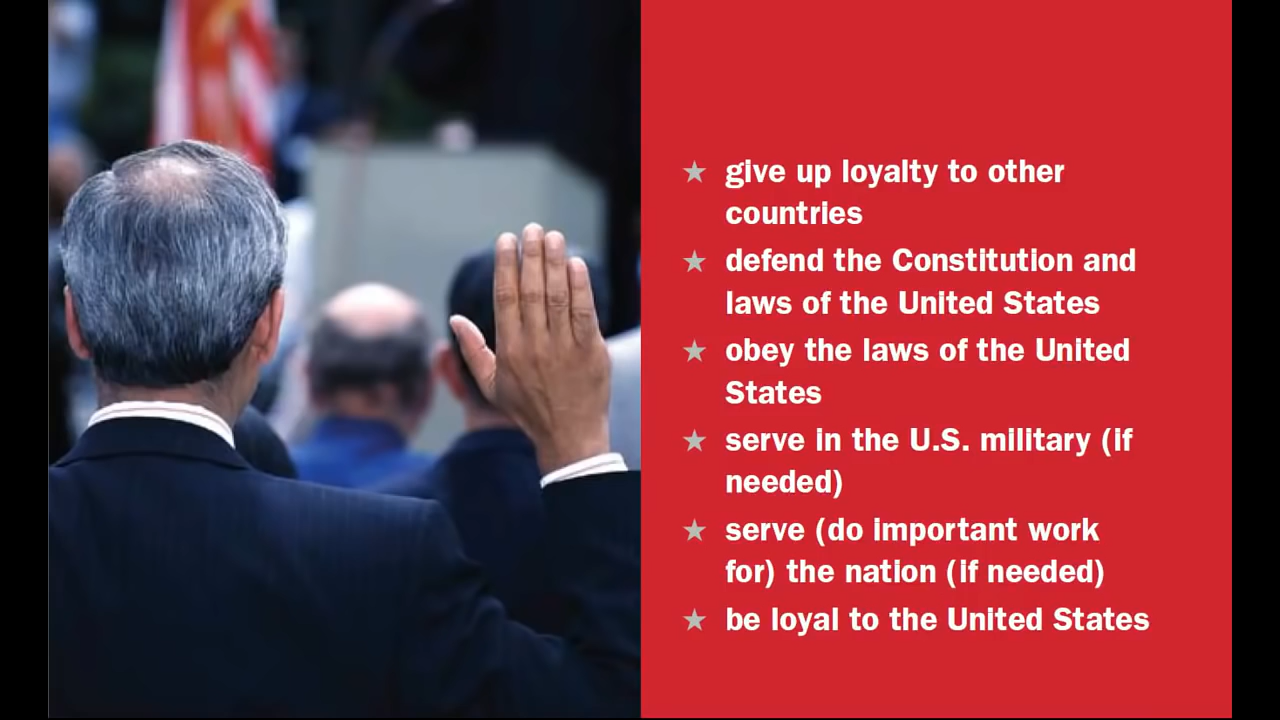 ★ give up loyalty to other
countries
★ defend the Constitution and
laws of the United States
★ obey the laws of the United
States
★ serve in the U.S. military (if
needed)
★ serve (do important work
for) the nation (if needed)
★ be loyal to the United States